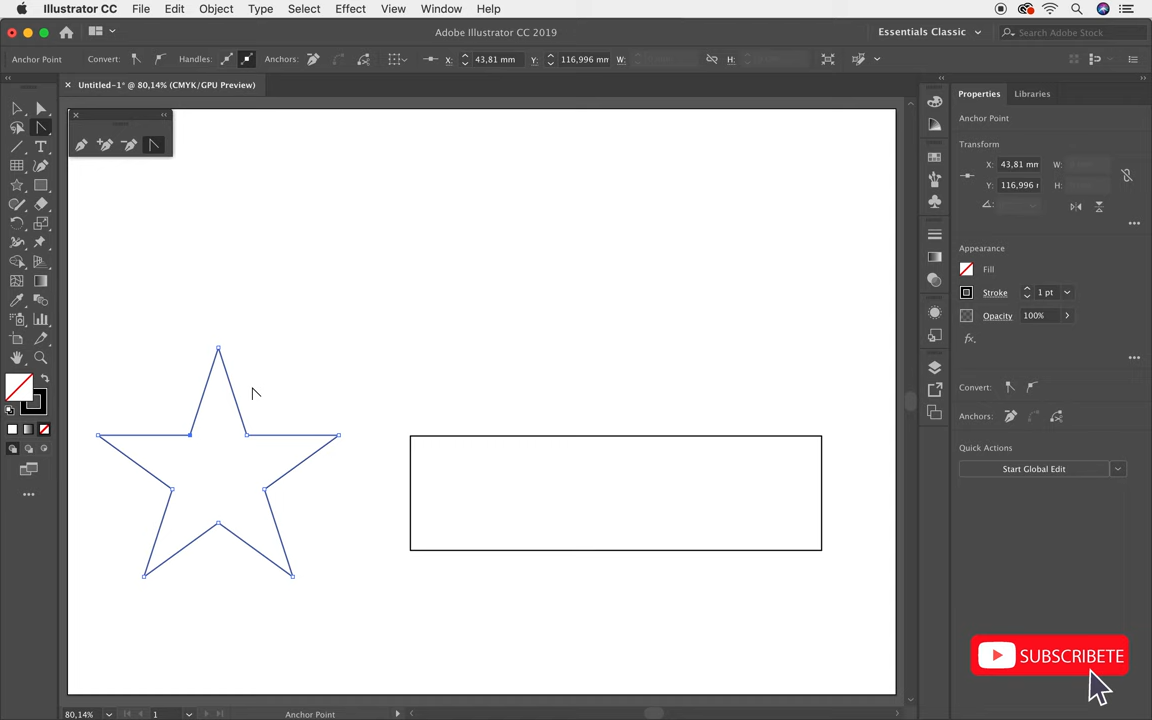 Illustrator CC File Edit Object Type Select Effect View Window Help
Adobe Illustrator CC 2019
Essentials Classic
Search Adobe Stock
Anchor Point Convert: Handles: Anchors: X: 43,81 mm Y: 116,996 mm W: H:
× Untitled-1* @ 80,14% (CMYK/GPU Preview)
Properties Libraries
Anchor Point
Transform
X: 43,81 mm W:
Y: 116,996 r H:
Appearance
Fill
Stroke 1 pt
Opacity 100%
fx.
Convert:
Anchors:
Quick Actions
Start Global Edit
SUBSCRIBETE
80,14% 1 Anchor Point